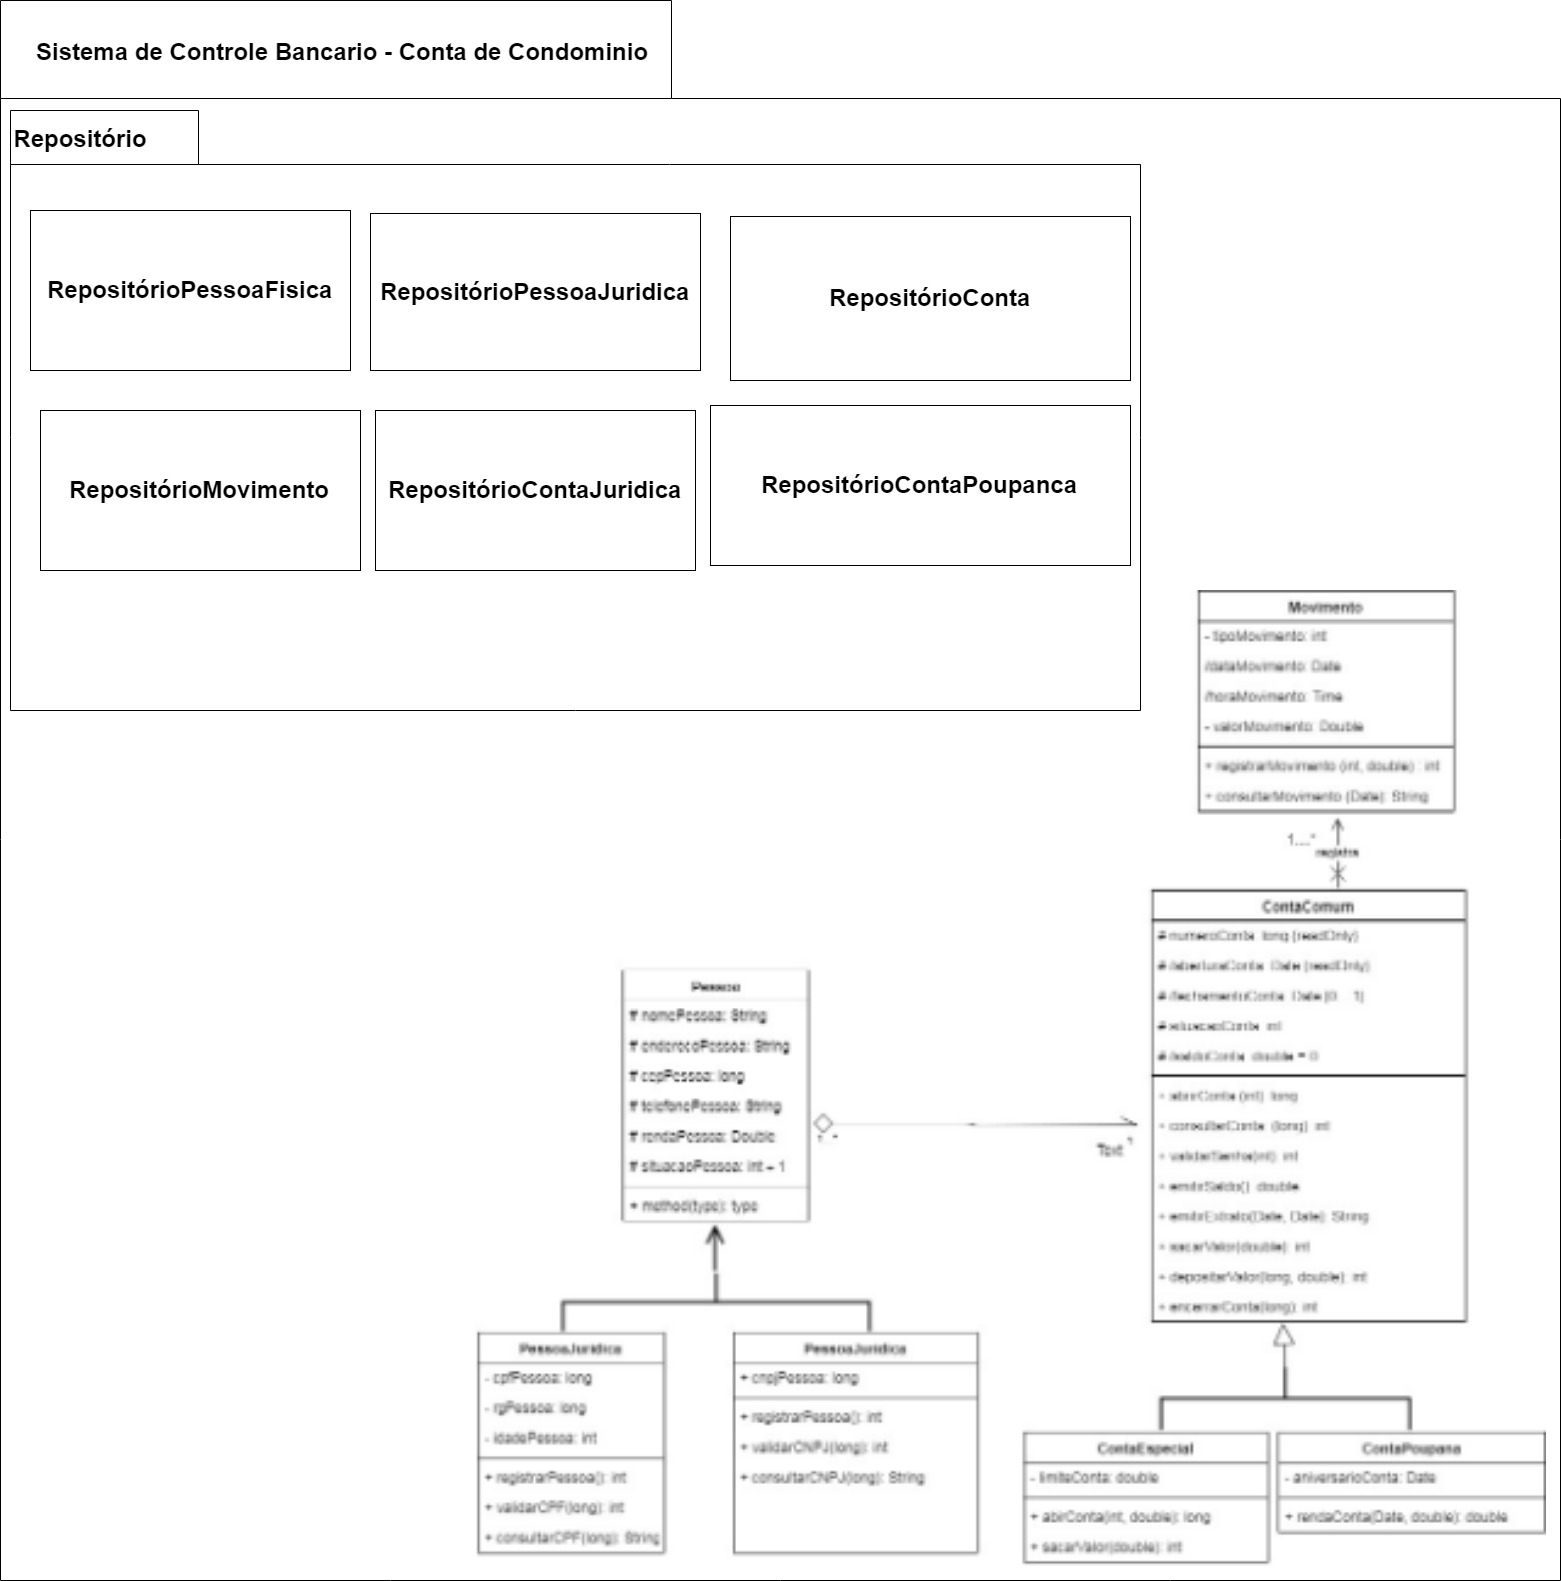 Sistema de Controle Bancario - Conta de Condominio
Repositório
RepositórioPessoaFisica
RepositórioPessoaJuridica
RepositórioConta
RepositórioMovimento
RepositórioContaJuridica
RepositórioContaPoupanca
Movimento
- tipoMovimento: int
/dataMovimento: Date
/horaMovimento: Time
- valorMovimento: Double
+ registrarMovimento (int, double) : int
+ consultarMovimento (Date): String
1....*
registra
ContaComum
# numeroConta long (readOnly)
# /aberturaConta Date (readOnly)
# /fechamentoConta Date [0.. 1]
# situacaoConta int
# /saldoConta double = 0
+ abrirConta (int) long
+ consultarConta (long) int
+ validarSenha(int) int
+ emitirSaldo() double
+ emitirExtrato(Date, Date): String
+ sacarValor(double): int
+ depositarValor(long, double): int
+ encerrarConta(long): int
Pessoa
# nomePessoa: String
# enderecoPessoa: String
# cepPessoa: long
# telefonePessoa: String
# rendaPessoa: Double
# situacaoPessoa: int = 1
+ method(type): type
1..*
Text
1
PessoaJuridica
- cpfPessoa: long
- rgPessoa: long
- idadePessoa: int
+ registrarPessoa(): int
+ validarCPF(long): int
+ consultarCPF(long): String
PessoaJuridica
+ cnpjPessoa: long
+ registrarPessoa(): int
+ validarCNPJ(long): int
+ consultarCNPJ(long): String
ContaEspecial
- limiteConta: double
+ abirConta(int, double): long
+ sacarValor(double): int
ContaPoupana
- aniversarioConta: Date
+ rendaConta(Date, double): double